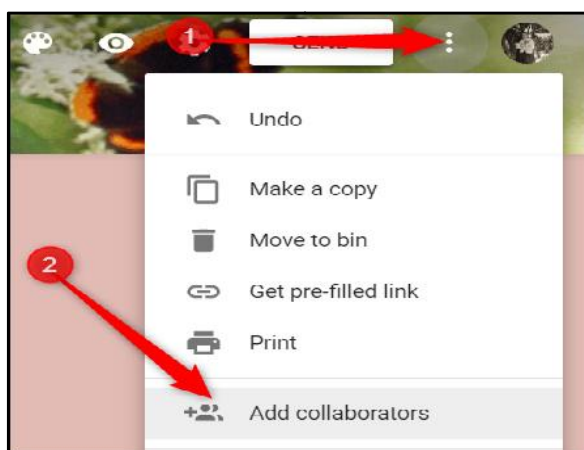 1
Undo
Make a copy
Move to bin
2
Get pre-filled link
Print
Add collaborators